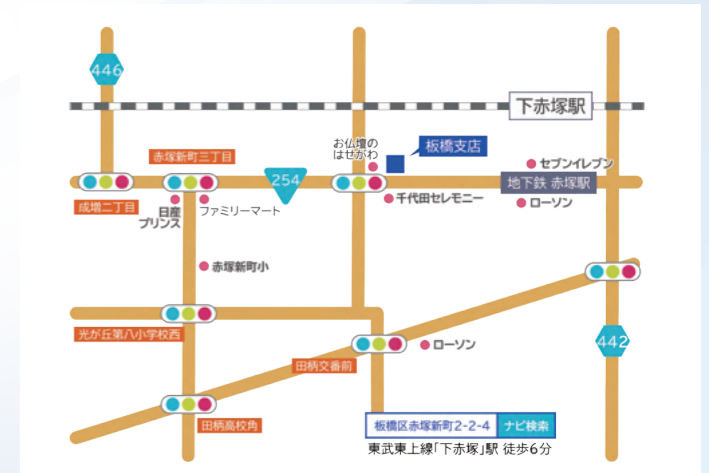 446
下赤塚駅
お仏壇の
はせがわ
板橋支店
赤塚新町三丁目
セブンイレブン
254
地下鉄 赤塚駅
成増二丁目
日産
プリンス
ファミリーマート
千代田セレモニー
ローソン
赤塚新町小
光が丘第八小学校西
442
ローソン
田柄交番前
田柄高校角
板橋区赤塚新町2-2-4 ナビ検索
東武東上線「下赤塚」駅 徒歩6分